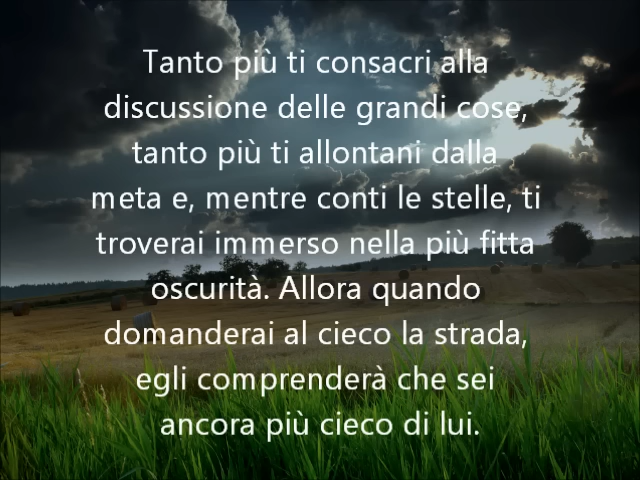 Tanto più ti consacri alla
discussione delle grandi cose,
tanto più ti allontani dalla
meta e, mentre conti le stelle, ti
troverai immerso nella più fitta
oscurità. Allora quando
domanderai al cieco la strada,
egli comprenderà che sei
ancora più cieco di lui.